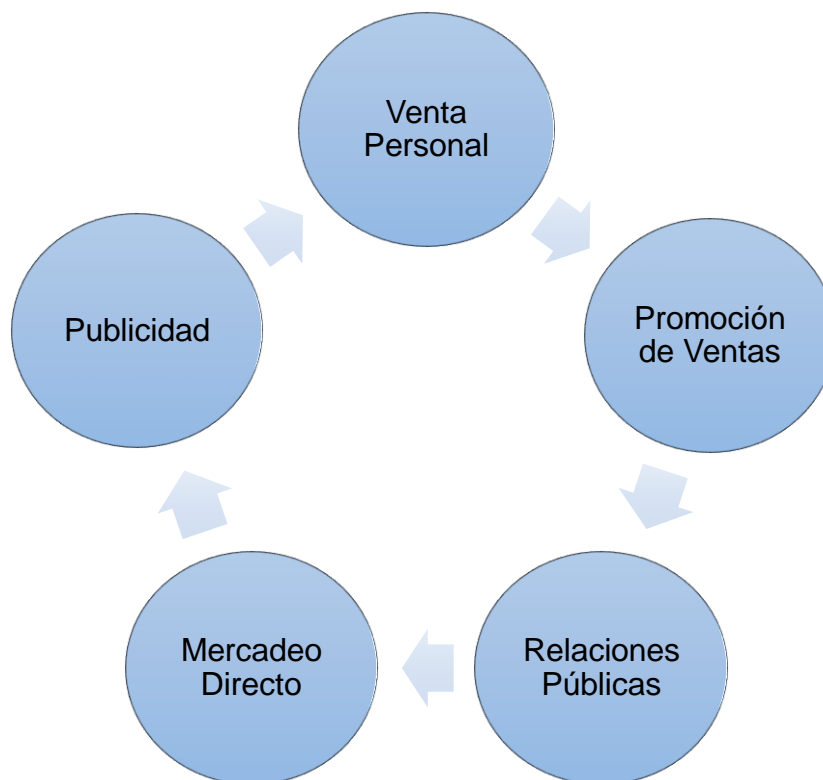 Venta
Personal
Publicidad
Promoción
de Ventas
Mercadeo
Directo
Relaciones
Públicas